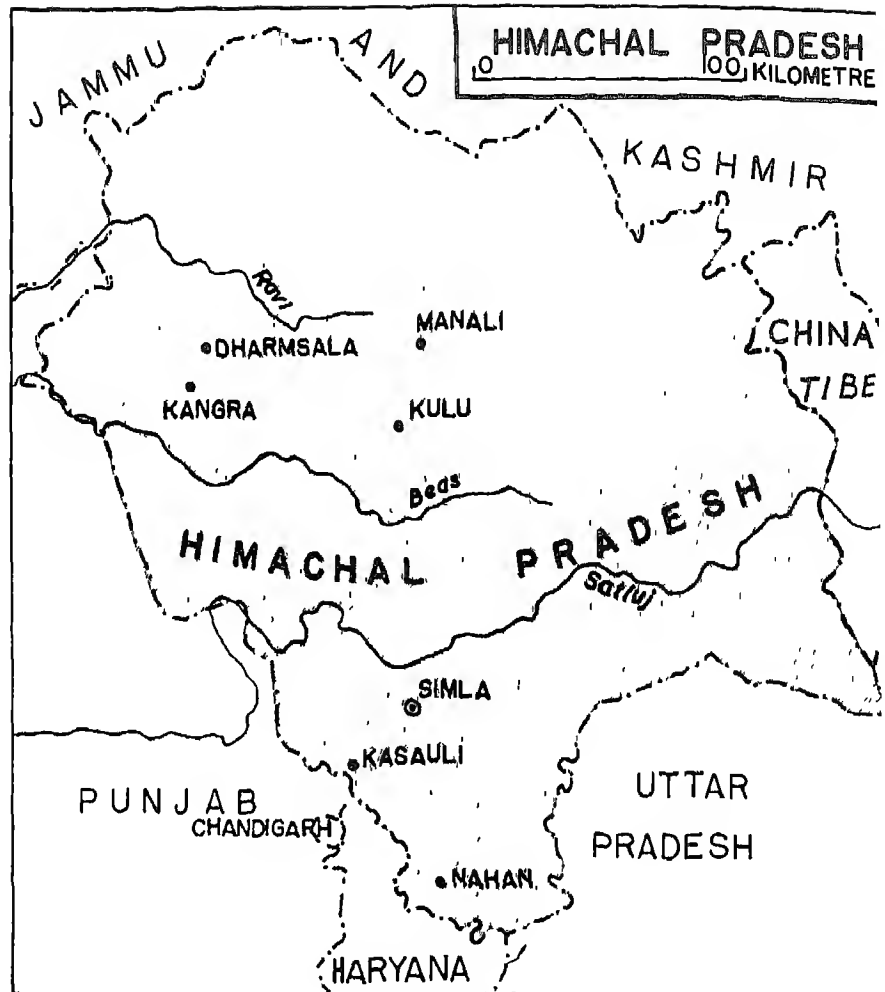 HIMACHAL PRADESH
0 100 KILOMETRE
JAMMU AND
KASHMIR
Ravi
CHINA
MANALI
DHARMSALA
TIBE
KANGRA
KULU
Beas
HIMACHAL PRADESH
Satluj
SIMLA
KASAULI
PUNJAB
UTTAR
CHANDIGARH
PRADESH
NAHAN
HARYANA